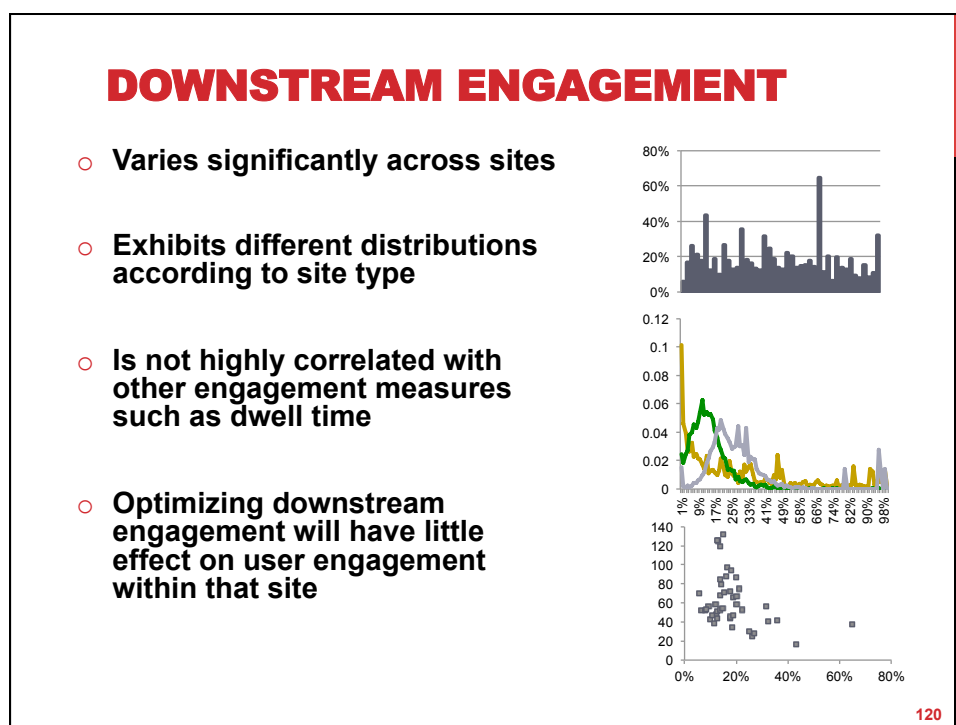 DOWNSTREAM ENGAGEMENT
○ Varies significantly across sites
○ Exhibits different distributions
according to site type
○ Is not highly correlated with
other engagement measures
such as dwell time
○ Optimizing downstream
engagement will have little
effect on user engagement
within that site
80%
60%
40%
20%
0%
0.12
0.1
0.08
0.06
0.04
0.02
0
1% 9% 17% 25% 33% 41% 49% 58% 66% 74% 82% 90% 98%
140
120
100
80
60
40
20
0
0% 20% 40% 60% 80%
120